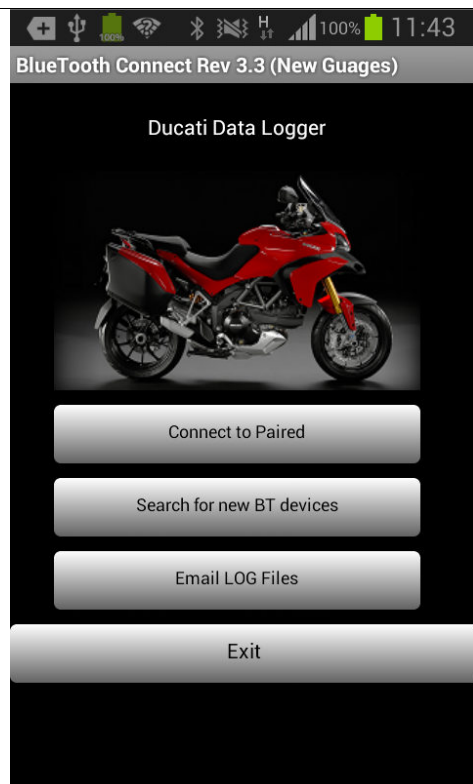 100% H 100% 11:43
BlueTooth Connect Rev 3.3 (New Guages)
Ducati Data Logger
Connect to Paired
Search for new BT devices
Email LOG Files
Exit